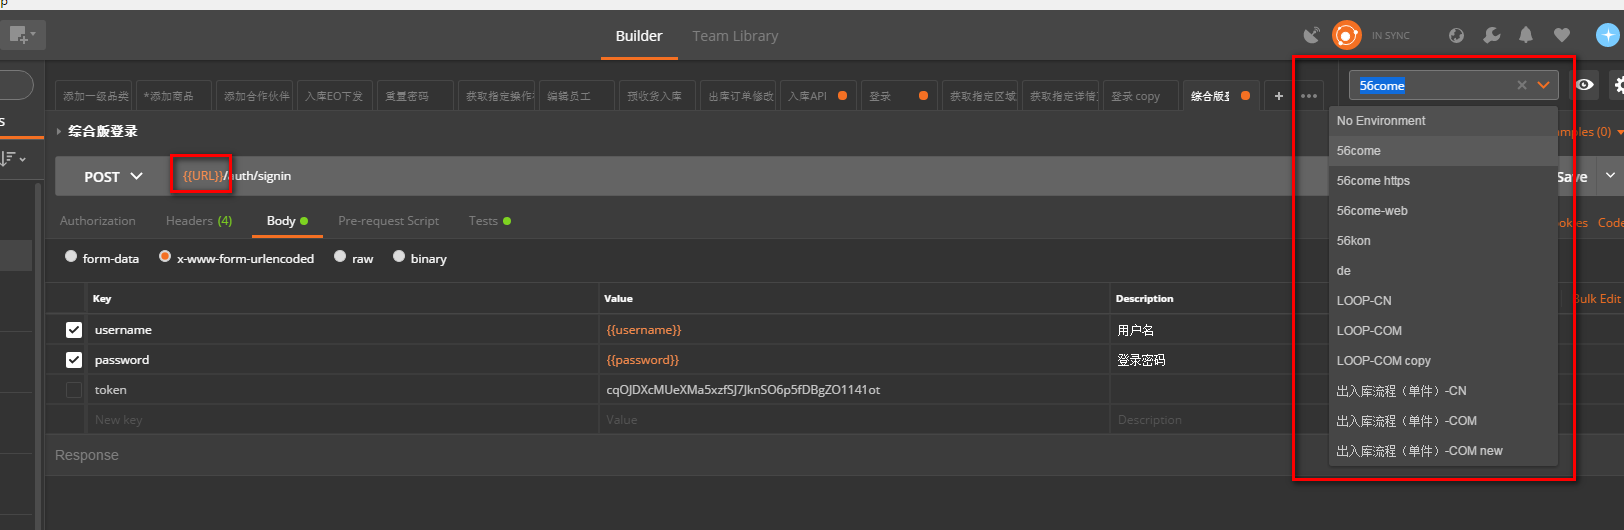 p
Builder
Team Library
IN SYNC
添加一级品类
*添加商品
添加合作伙伴
入库EO下发
重置密码
获取指定操作
编辑员工
预收货入库
出库订单修改
入库API
登录
获取指定区域
获取指定详情
登录 copy
综合版登
+
•••
56come
s
综合版登录
No Environment
56come
56come https
56come-web
56kon
de
LOOP-CN
LOOP-COM
LOOP-COM copy
出入库流程（单件）-CN
出入库流程（单件）-COM
出入库流程（单件）-COM new
amples (0)
POST
{{URL}}/auth/signin
Save
Authorization
Headers (4)
Body
Pre-request Script
Tests
ookies
Code
form-data
x-www-form-urlencoded
raw
binary
Key
Value
Description
Bulk Edit
username
{{username}}
用户名
password
{{password}}
登录密码
token
cqOJDXcMUeXMa5xzfSJ7JknSO6p5fDBgZO1141ot
New key
Value
Description
Response